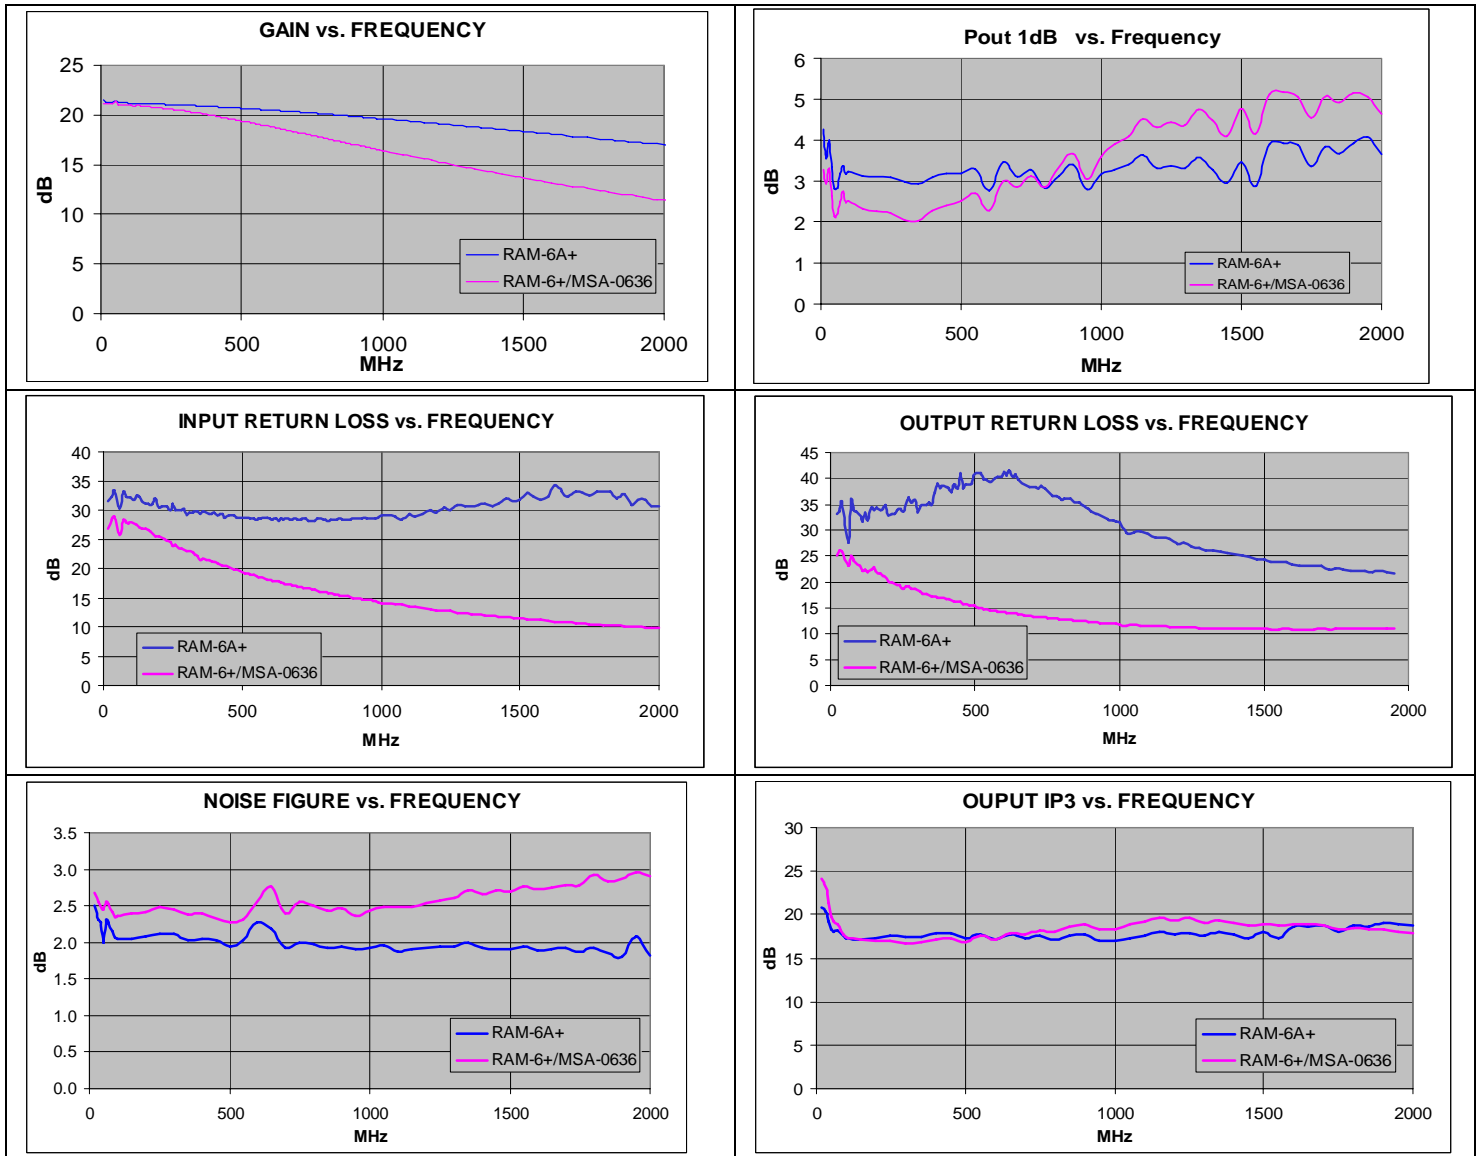 GAIN vs. FREQUENCY
25
20
15
10
5
0
dB
RAM-6A+
RAM-6+/MSA-0636
0 500 1000 1500 2000
MHz
Pout 1dB vs. Frequency
6
5
4
3
2
1
0
dB
RAM-6A+
RAM-6+/MSA-0636
0 500 1000 1500 2000
MHz
INPUT RETURN LOSS vs. FREQUENCY
40
35
30
25
20
15
10
5
0
dB
RAM-6A+
RAM-6+/MSA-0636
0 500 1000 1500 2000
MHz
OUTPUT RETURN LOSS vs. FREQUENCY
45
40
35
30
25
20
15
10
5
0
dB
RAM-6A+
RAM-6+/MSA-0636
0 500 1000 1500 2000
MHz
NOISE FIGURE vs. FREQUENCY
3.5
3.0
2.5
2.0
1.5
1.0
0.5
0.0
dB
RAM-6A+
RAM-6+/MSA-0636
0 500 1000 1500 2000
MHz
OUPUT IP3 vs. FREQUENCY
30
25
20
15
10
5
0
dB
RAM-6A+
RAM-6+/MSA-0636
0 500 1000 1500 2000
MHz